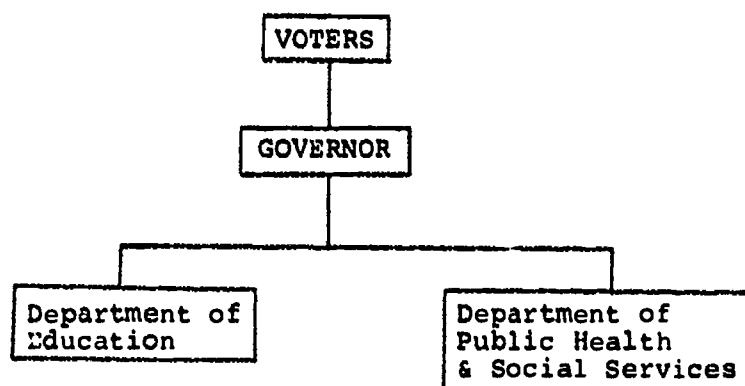 VOTERS
GOVERNOR
Department of
Education
Department of
Public Health
& Social Services